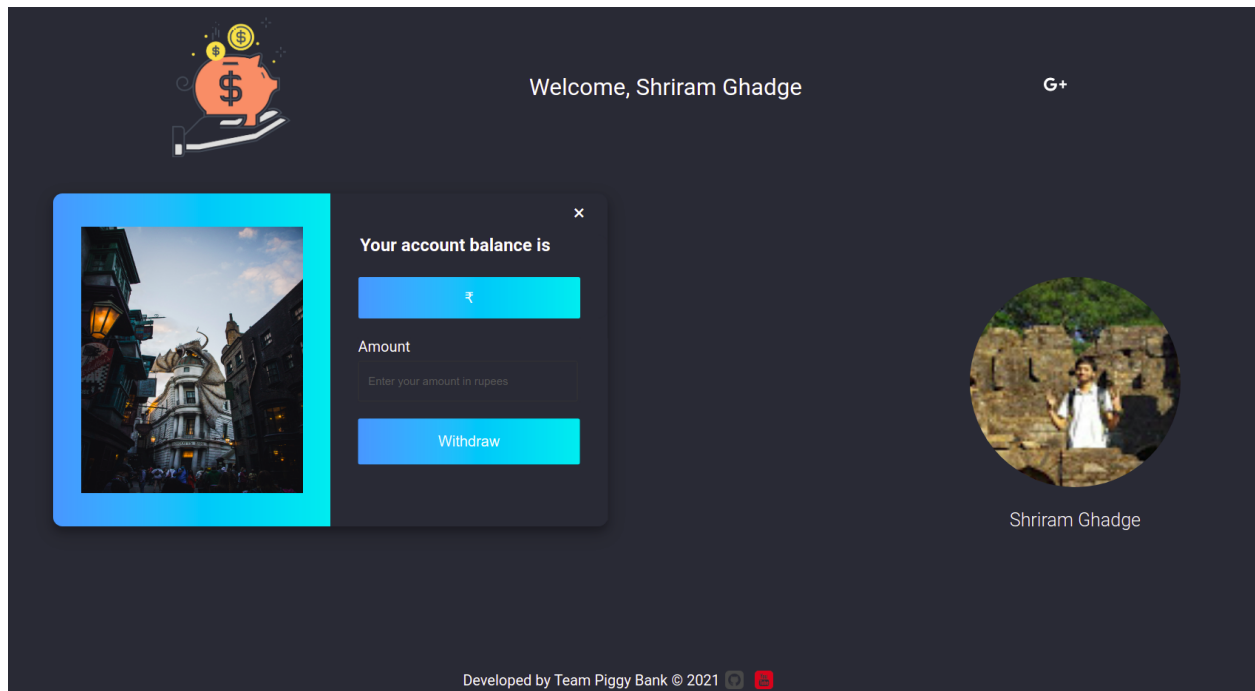 Welcome, Shriram Ghadge
G+
×
Your account balance is
₹
Amount
Enter your amount in rupees
Withdraw
Shriram Ghadge
Developed by Team Piggy Bank © 2021